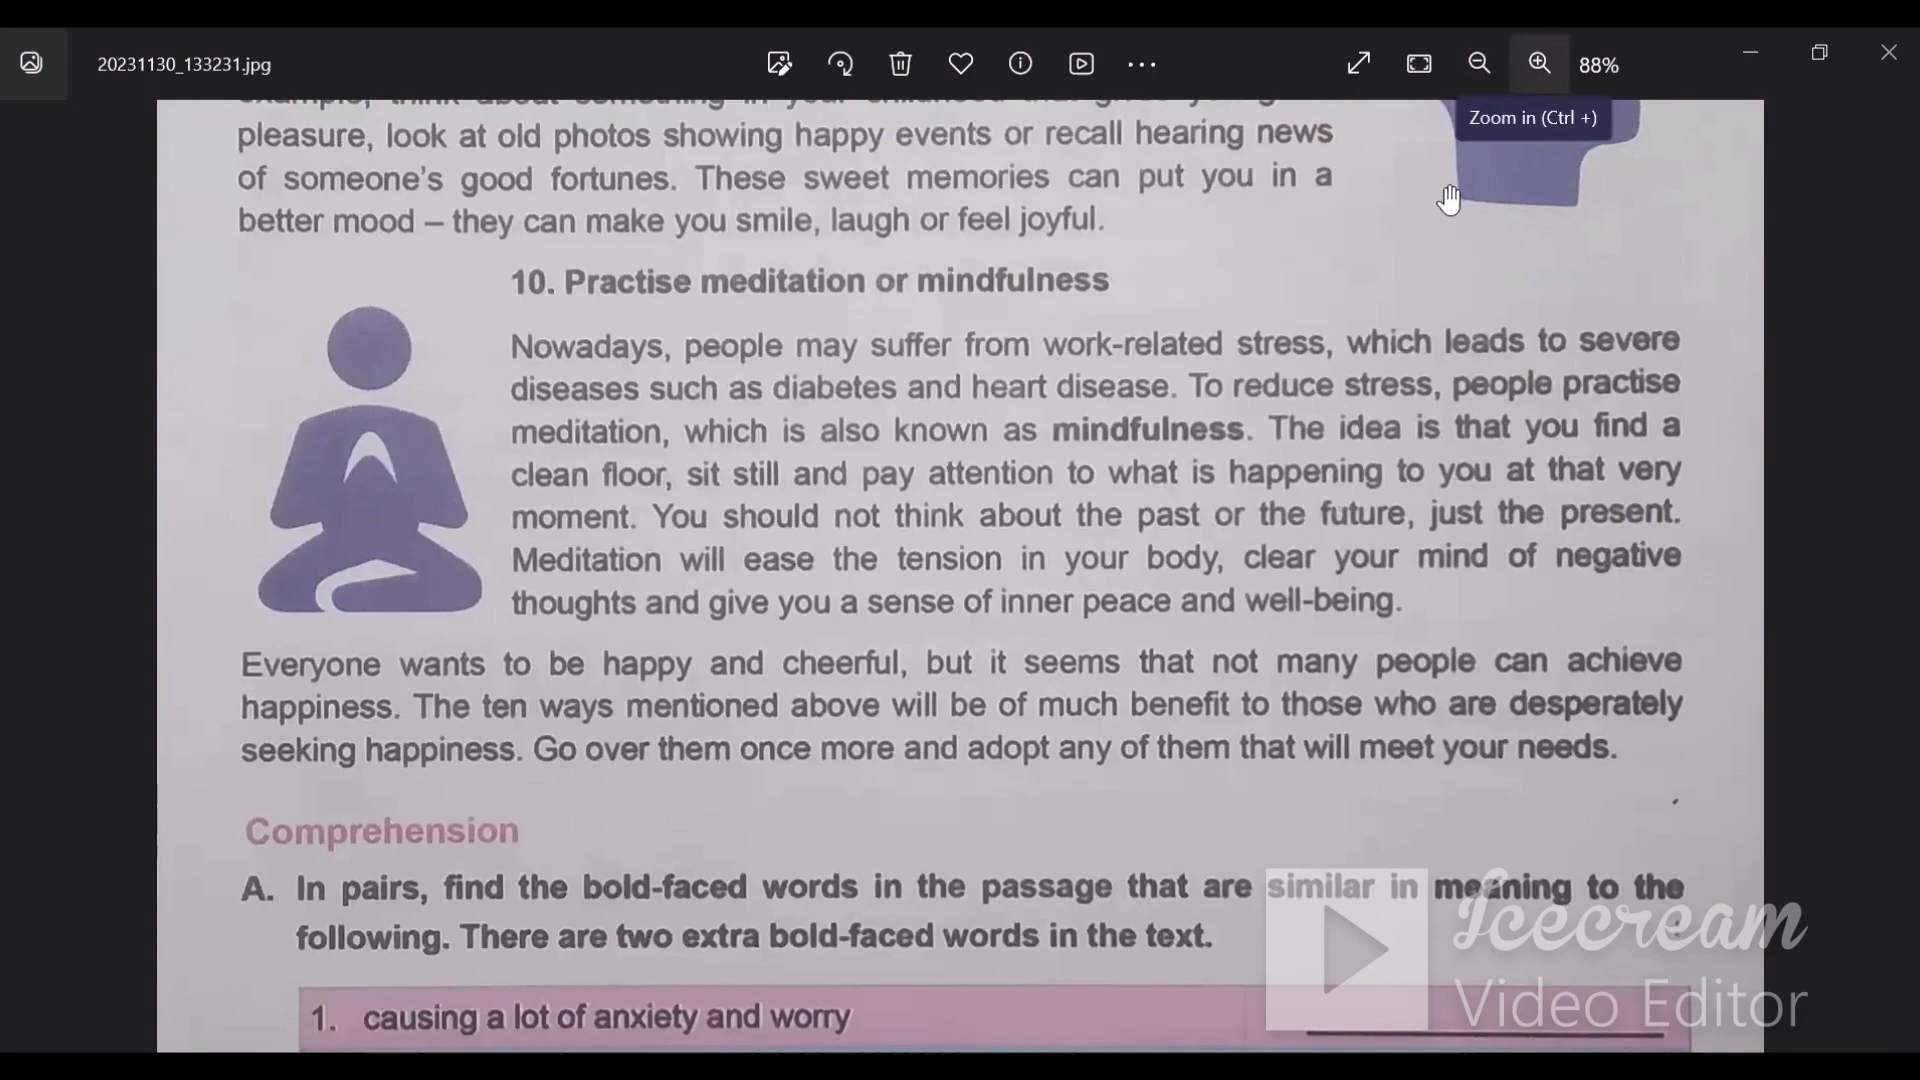 20231130_133231.jpg
88%
Zoom in (Ctrl +)
pleasure, look at old photos showing happy events or recall hearing news
of someone's good fortunes. These sweet memories can put you in a
better mood – they can make you smile, laugh or feel joyful.
10. Practise meditation or mindfulness
Nowadays, people may suffer from work-related stress, which leads to severe
diseases such as diabetes and heart disease. To reduce stress, people practise
meditation, which is also known as mindfulness. The idea is that you find a
clean floor, sit still and pay attention to what is happening to you at that very
moment. You should not think about the past or the future, just the present.
Meditation will ease the tension in your body, clear your mind of negative
thoughts and give you a sense of inner peace and well-being.
Everyone wants to be happy and cheerful, but it seems that not many people can achieve
happiness. The ten ways mentioned above will be of much benefit to those who are desperately
seeking happiness. Go over them once more and adopt any of them that will meet your needs.
Comprehension
A. In pairs, find the bold-faced words in the passage that are similar in meaning to the
following. There are two extra bold-faced words in the text.
1. causing a lot of anxiety and worry
Icecream
Video Editor